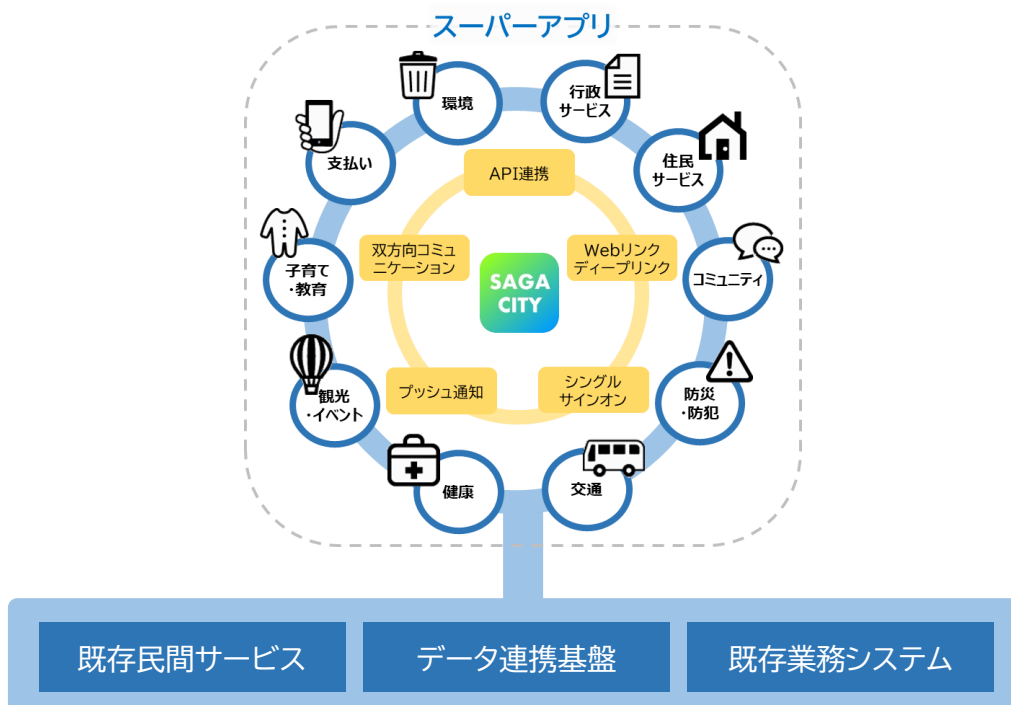 スーパーアプリ
環境
行政
サービス
支払い
住民
サービス
API連携
双方向コミュ
ニケーション
Webリンク
ディープリンク
子育て
・教育
SAGA
CITY
コミュニティ
プッシュ通知
シングル
サインオン
観光
・イベント
防災
・防犯
健康
交通
既存民間サービス
データ連携基盤
既存業務システム